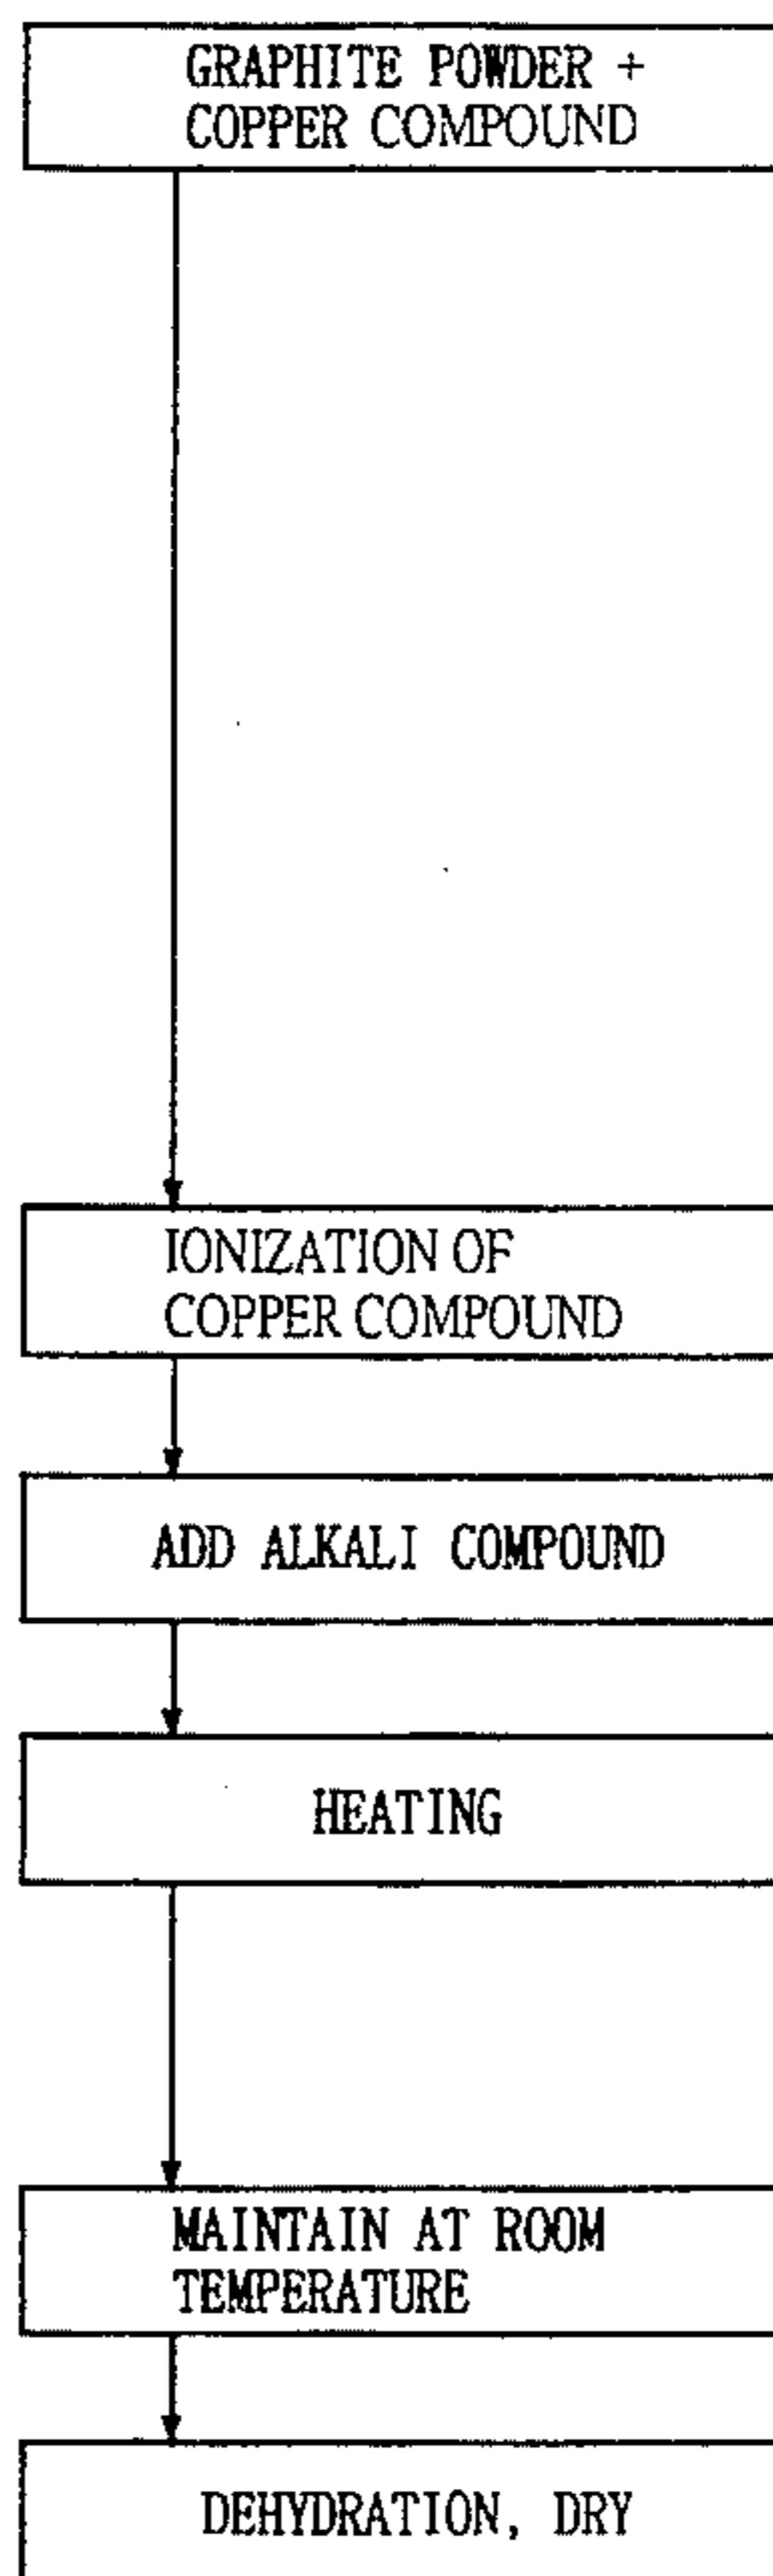 GRAPHITE POWDER +
COPPER COMPOUND
IONIZATION OF
COPPER COMPOUND
ADD ALKALI COMPOUND
HEATING
MAINTAIN AT ROOM
TEMPERATURE
DEHYDRATION, DRY